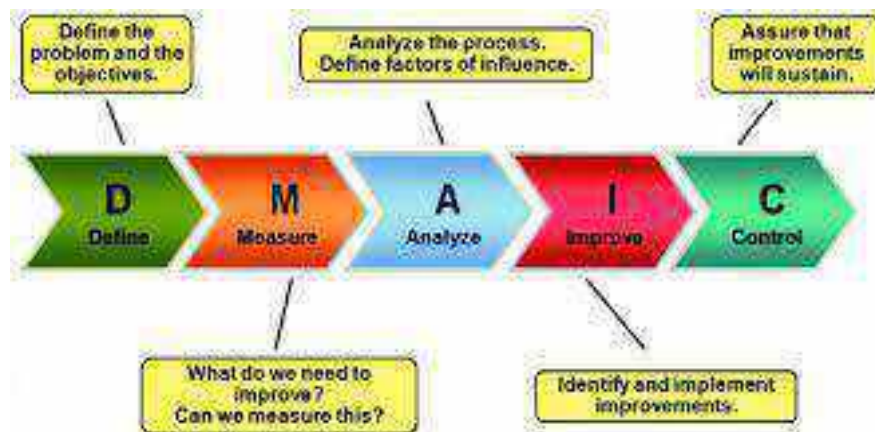 Define the
problem and the
objectives.
Analyze the process.
Define factors of influence.
Assure that
improvements
will sustain.
D
Define
M
Measure
A
Analyze
I
Improve
C
Control
What do we need to
improve?
Can we measure this?
Identify and implement
improvements.